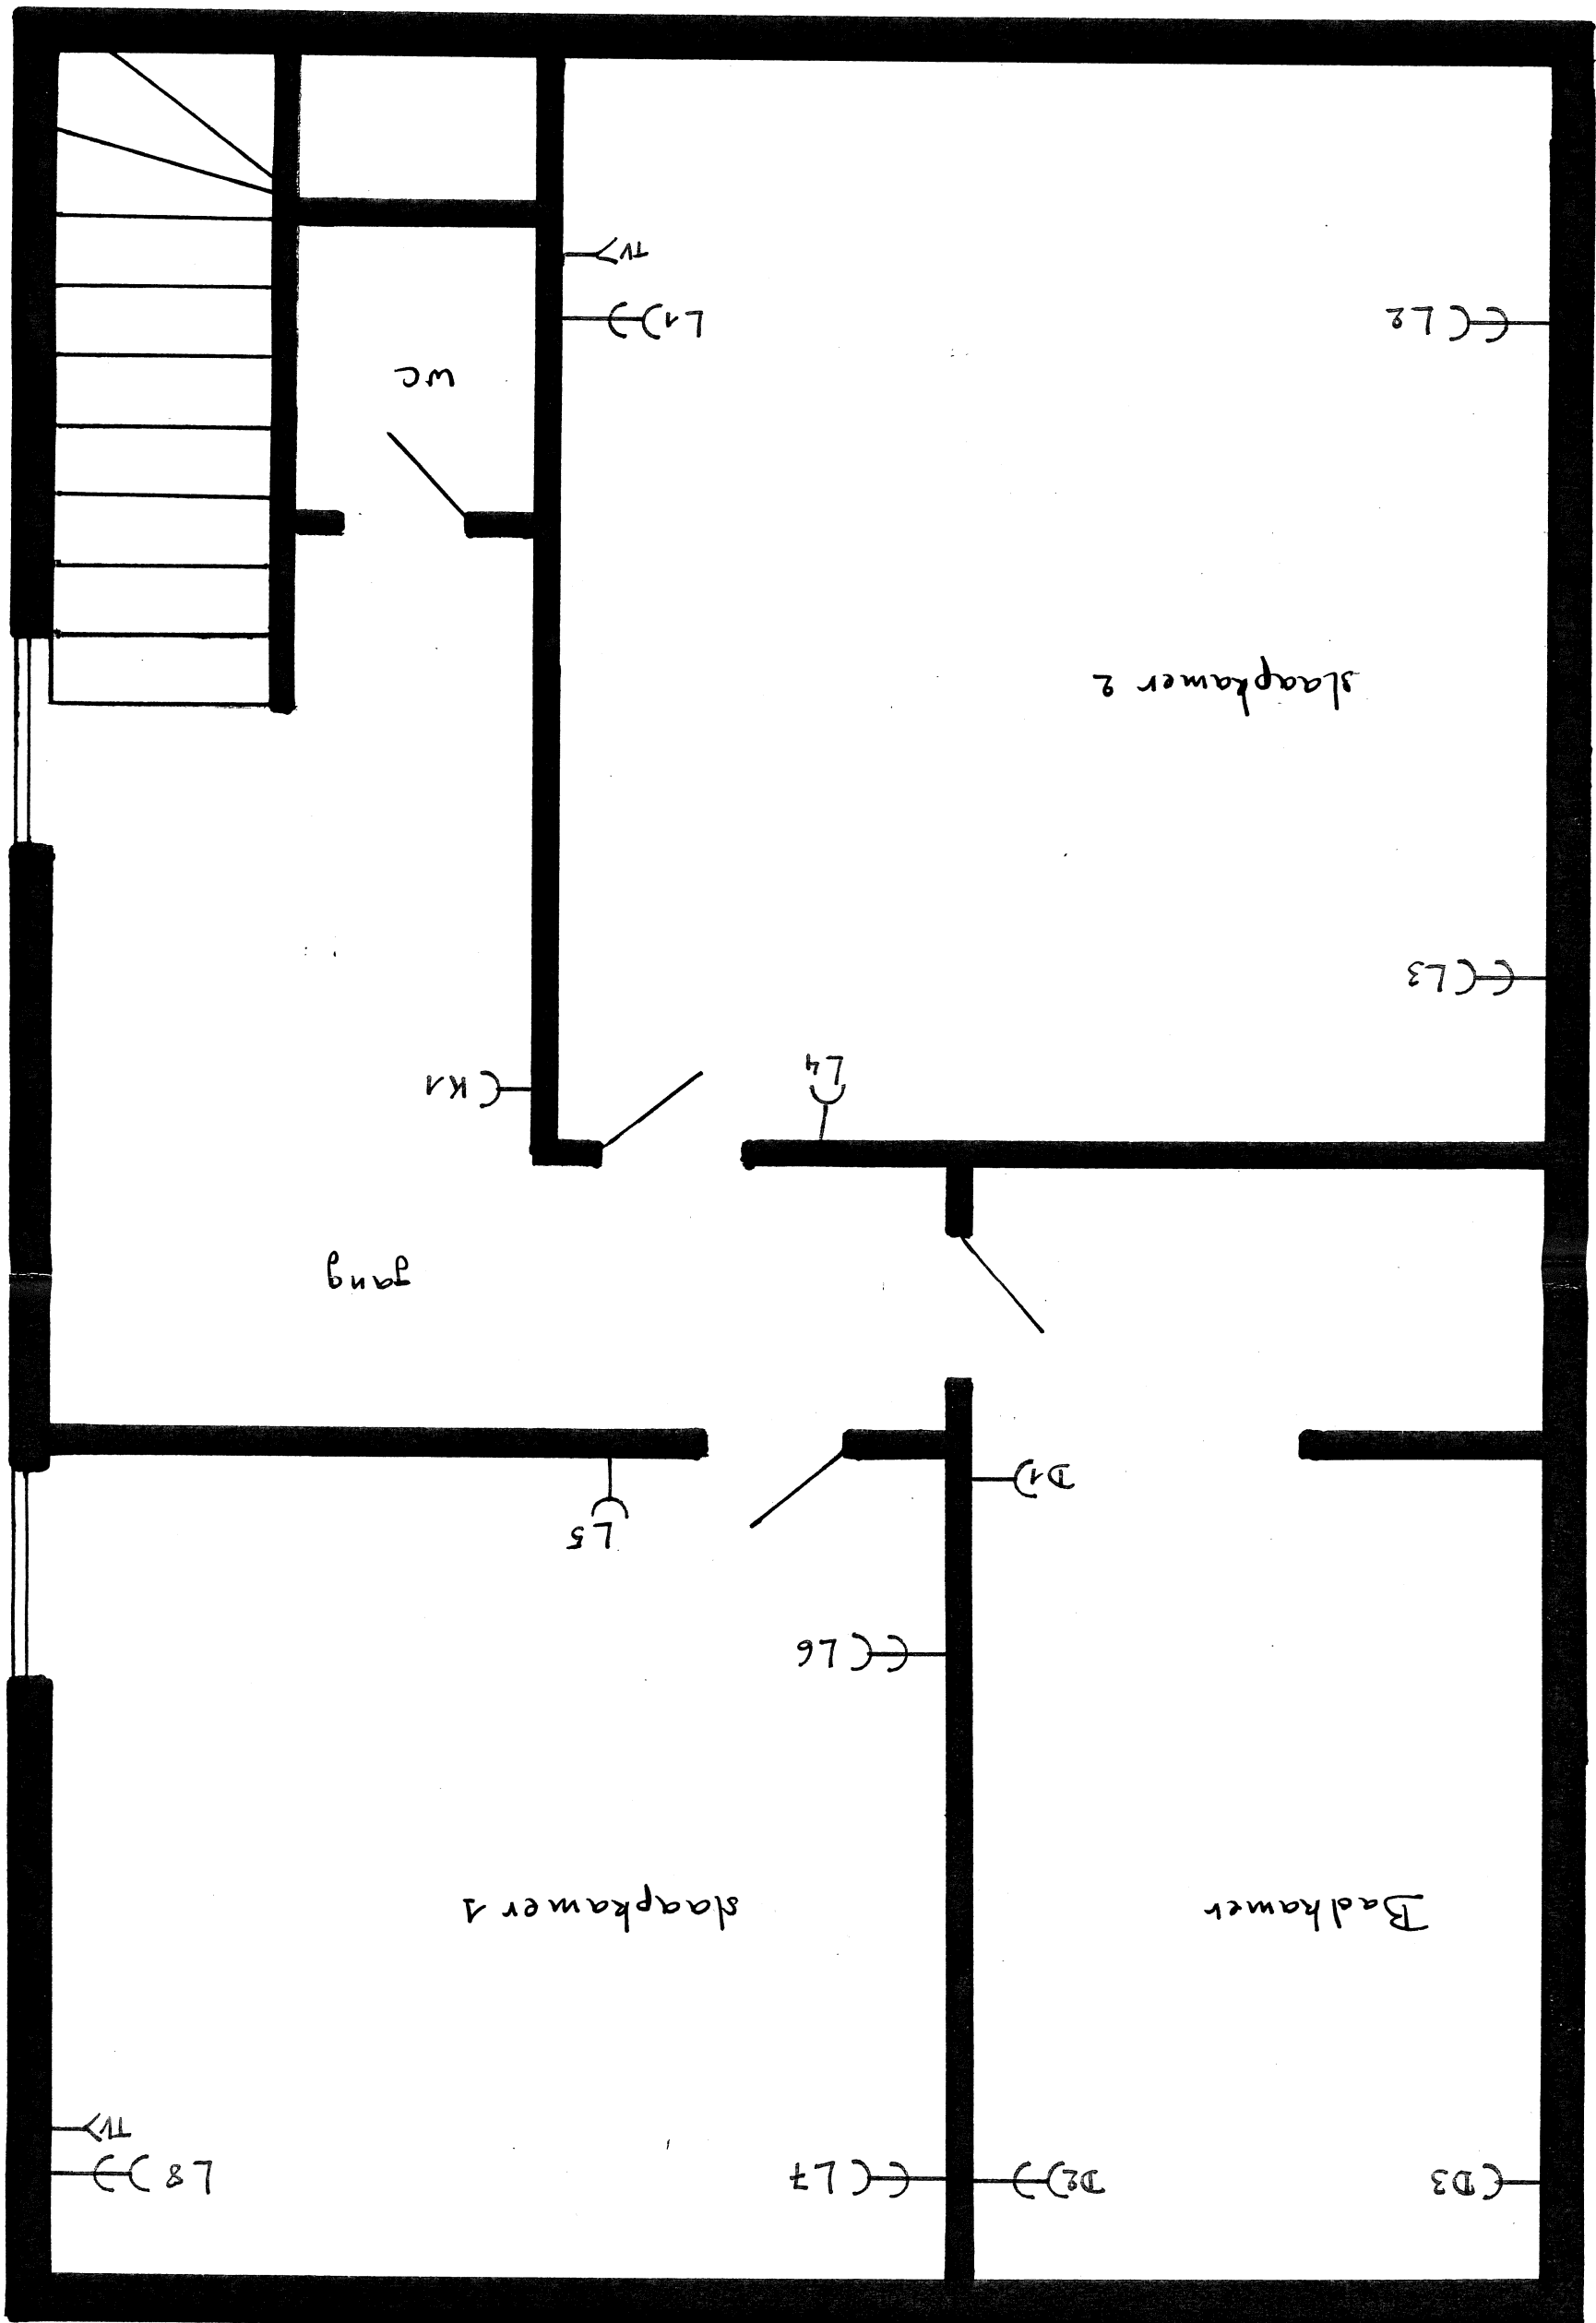 D3
D2
L7
L8
TV
Badkamer
slaapkamer 1
L6
L5
D1
gang
K1
L4
L3
slaapkamer 2
wc
L2
L1
TV